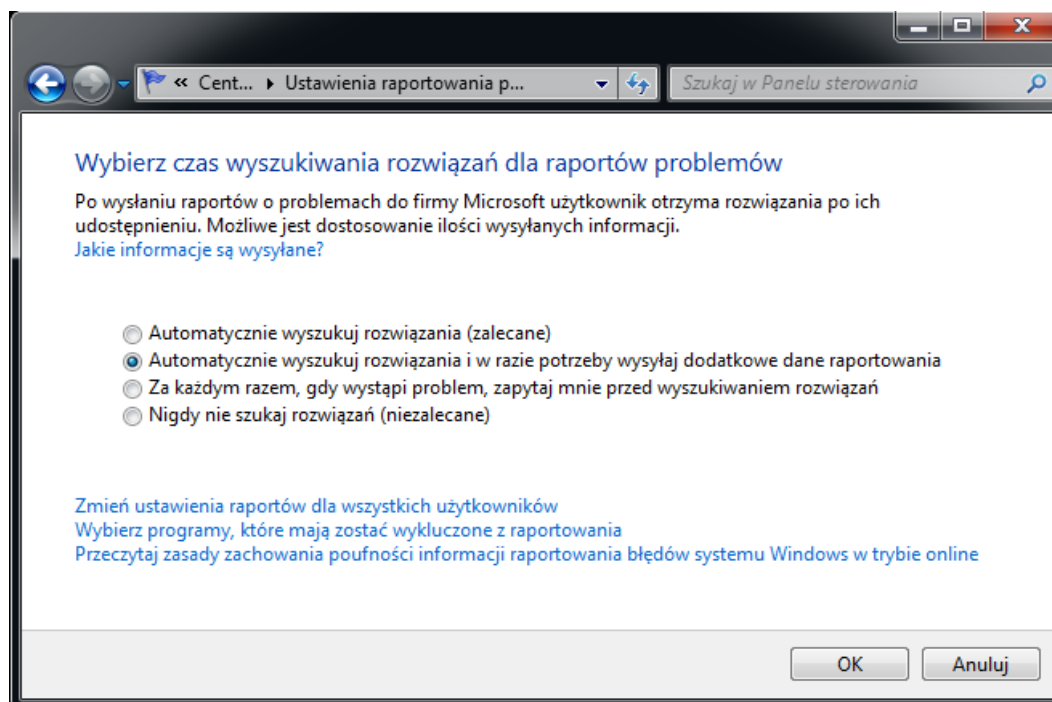 « Cent... ▸ Ustawienia raportowania p...
Szukaj w Panelu sterowania
Wybierz czas wyszukiwania rozwiązań dla raportów problemów
Po wysłaniu raportów o problemach do firmy Microsoft użytkownik otrzyma rozwiązania po ich
udostępnieniu. Możliwe jest dostosowanie ilości wysyłanych informacji.
Jakie informacje są wysyłane?
Automatycznie wyszukuj rozwiązania (zalecane)
Automatycznie wyszukuj rozwiązania i w razie potrzeby wysyłaj dodatkowe dane raportowania
Za każdym razem, gdy wystąpi problem, zapytaj mnie przed wyszukiwaniem rozwiązań
Nigdy nie szukaj rozwiązań (niezalecane)
Zmień ustawienia raportów dla wszystkich użytkowników
Wybierz programy, które mają zostać wykluczone z raportowania
Przeczytaj zasady zachowania poufności informacji raportowania błędów systemu Windows w trybie online
OK
Anuluj